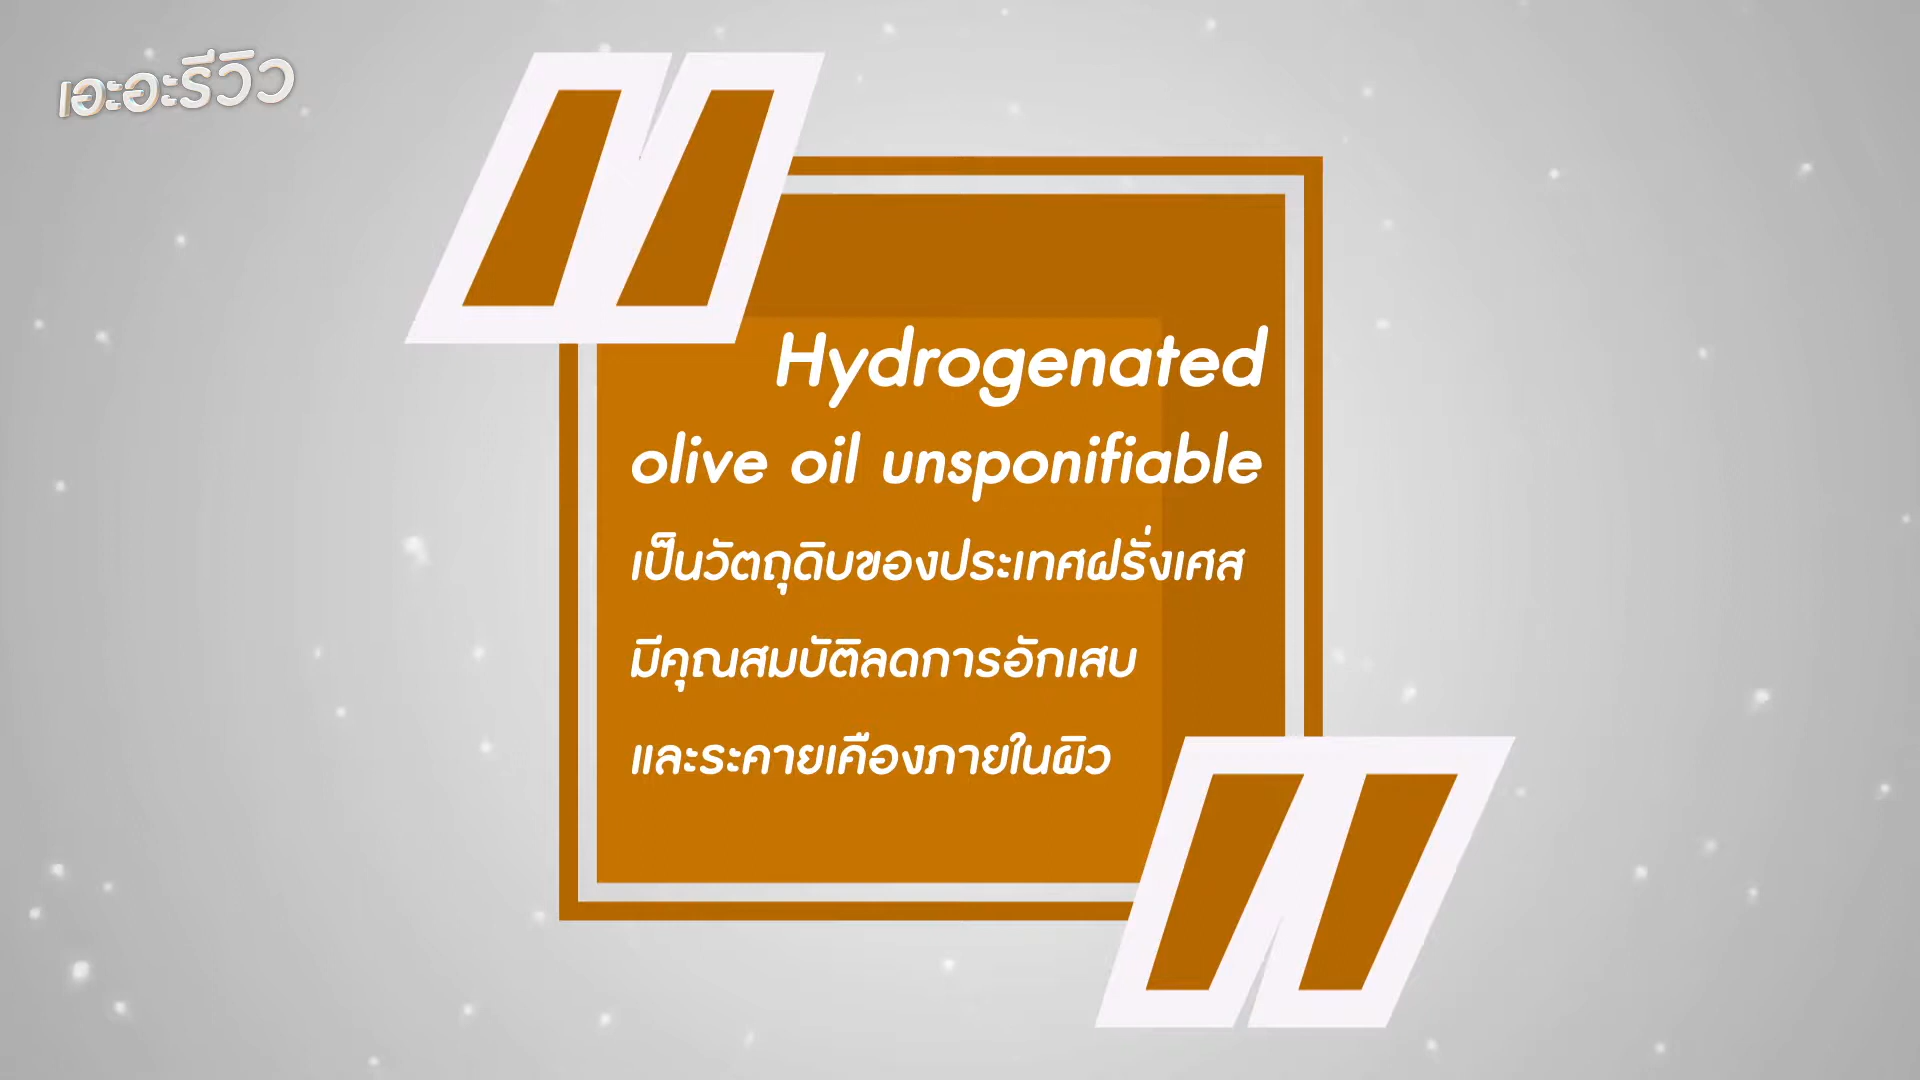 เอะอะรีวิว
Hydrogenated
olive oil unsponifiable
เป็นวัตถุดิบของประเทศฝรั่งเศส
มีคุณสมบัติลดการอักเสบ
และระคายเคืองภายในผิว